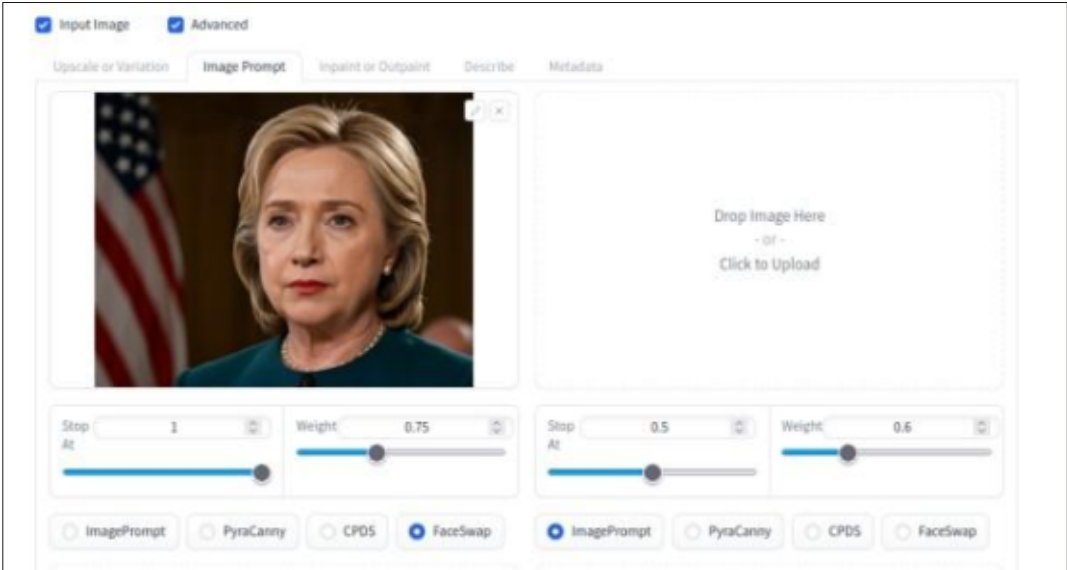 Input Image Advanced
Upscale or Variation Image Prompt Inpaint or Outpaint Describe Metadata
Drop Image Here
- or -
Click to Upload
Stop At 1 Weight 0.75 Stop At 0.5 Weight 0.6
ImagePrompt PyraCanny CPDS FaceSwap ImagePrompt PyraCanny CPDS FaceSwap